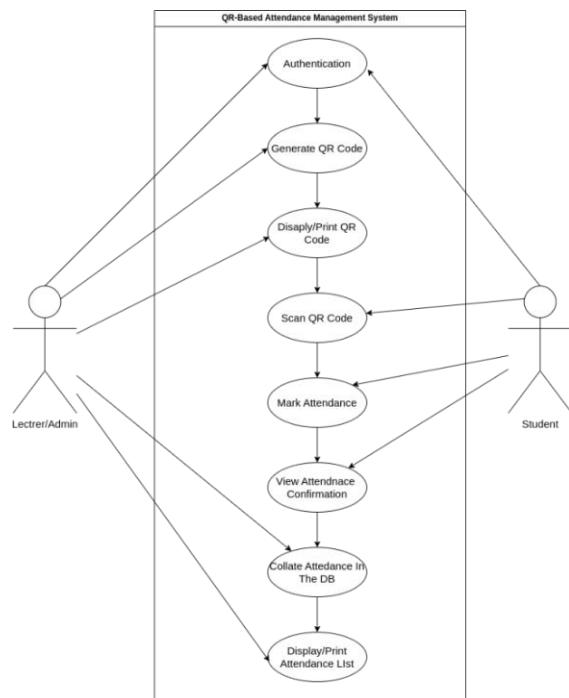 QR-Based Attendance Management System
Authentication
Generate QR Code
Disaply/Print QR
Code
Scan QR Code
Mark Attendance
Lectrer/Admin
Student
View Attendnace
Confirmation
Collate Attedance In
The DB
Display/Print
Attendance LIst